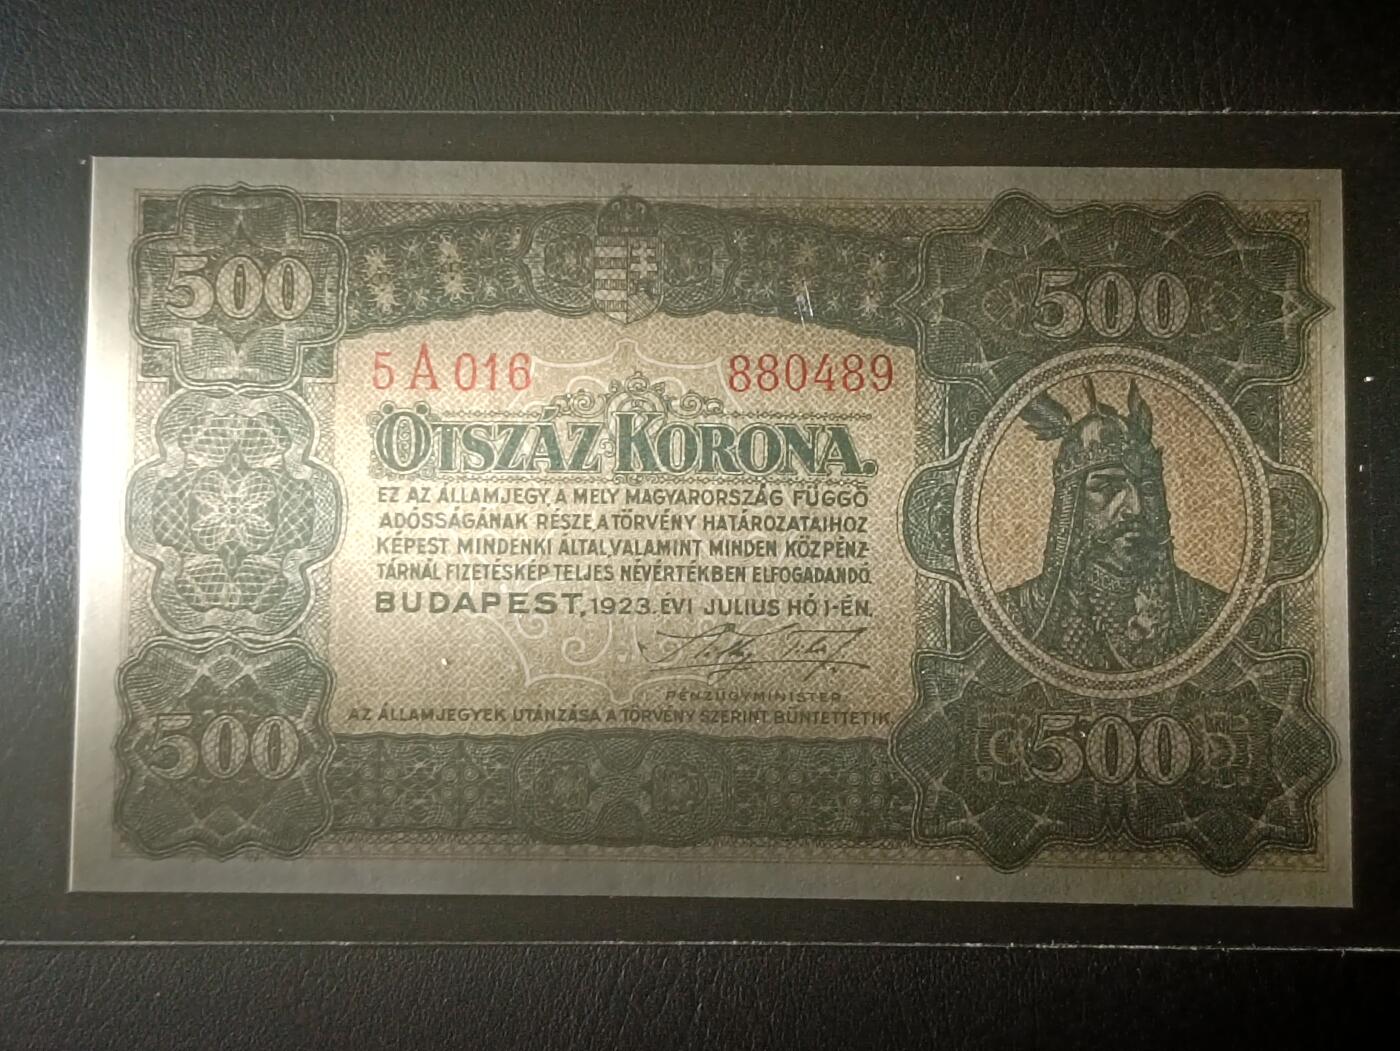 500 500
5 A 016 880489
ÖTSZÁZ KORONA.
EZ AZ ÁLLAMJEGY, A MELY MAGYARORSZÁG FÜGGŐ
ADÓSSÁGÁNAK RÉSZE, A TÖRVÉNY HATÁROZATAIHOZ
KÉPEST MINDENKI ÁLTAL, VALAMINT MINDEN KÖZPÉNZ-
TÁRNÁL FIZETÉSKÉP TELJES NÉVÉRTÉKBEN ELFOGADANDÓ.
BUDAPEST, 1923. ÉVI JULIUS HÓ 1-ÉN.
PÉNZÜGYMINISTER.
AZ ÁLLAMJEGYEK UTÁNZÁSA A TÖRVÉNY SZERINT BÜNTETTETIK.
500 500